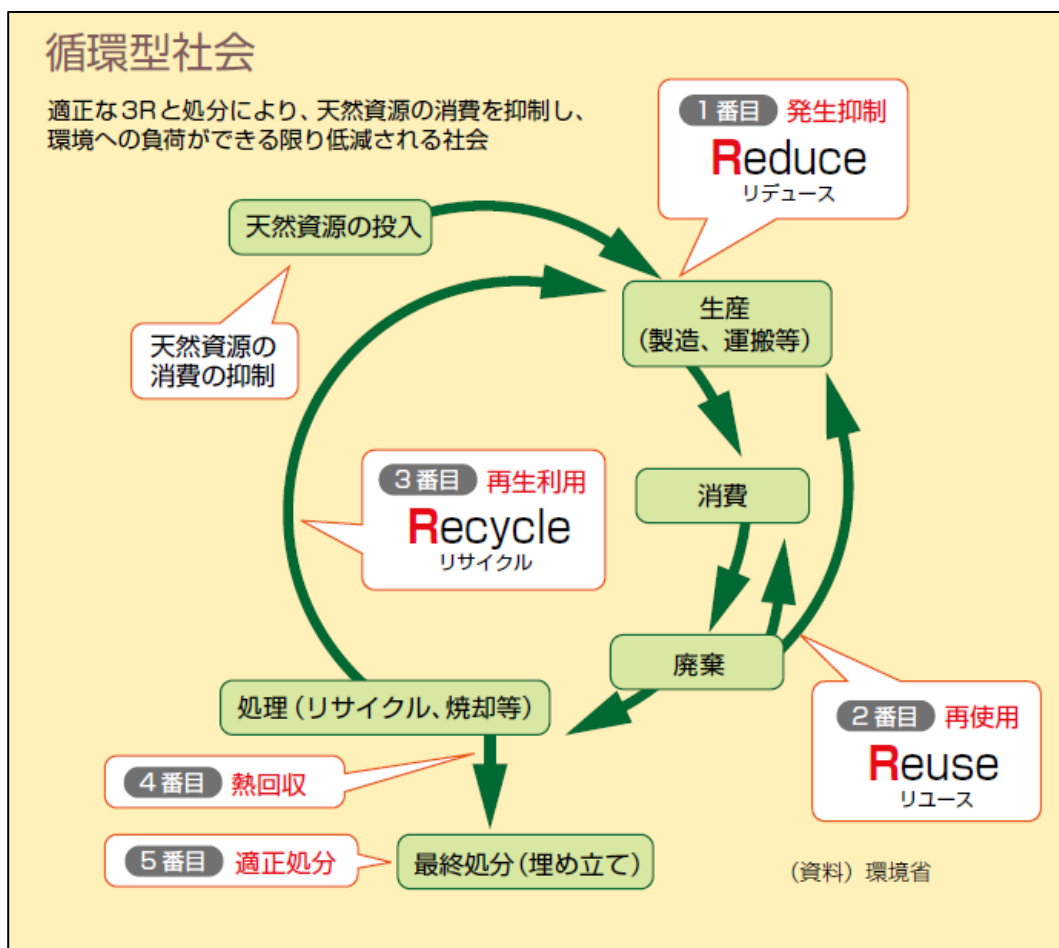 循環型社会
適正な3Rと処分により、天然資源の消費を抑制し、
環境への負荷ができる限り低減される社会
1番目 発生抑制
Reduce
リデュース
天然資源の投入
生産
（製造、運搬等）
天然資源の
消費の抑制
3番目 再生利用
Recycle
リサイクル
消費
廃棄
処理（リサイクル、焼却等）
2番目 再使用
Reuse
リユース
4番目 熱回収
5番目 適正処分
最終処分（埋め立て）
（資料）環境省